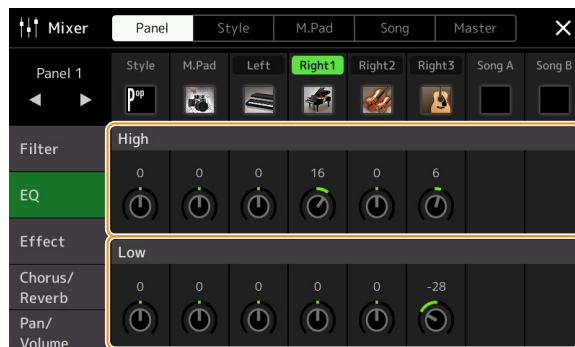 Mixer
Panel Style M.Pad Song Master
Panel 1
Style M.Pad Left Right1 Right2 Right3 Song A Song B
Pop
Filter
EQ
Effect
Chorus/
Reverb
Pan/
Volume
High
0 0 0 16 0 6
Low
0 0 0 0 0 -28